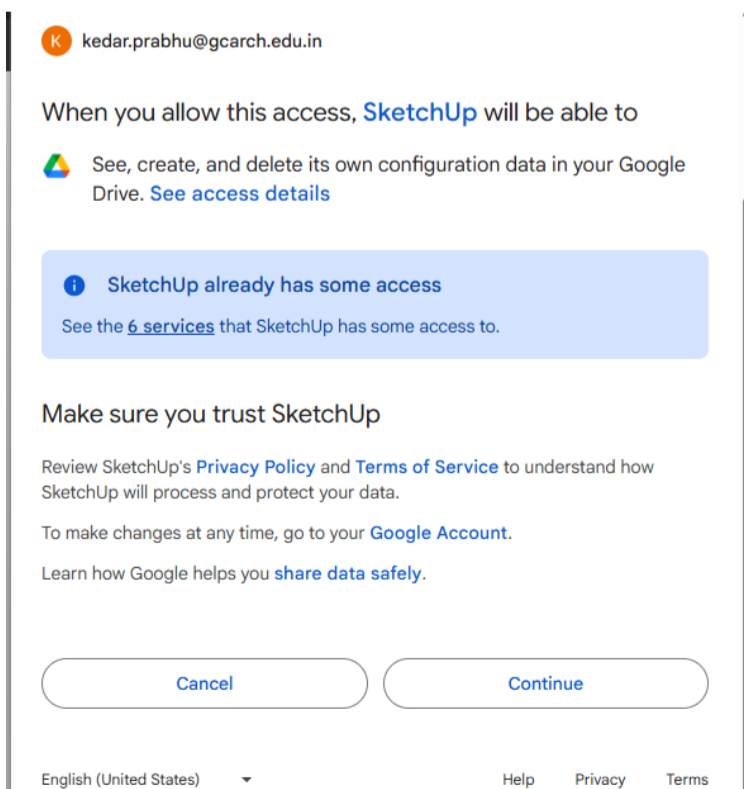 K kedar.prabhu@gcarch.edu.in
When you allow this access, SketchUp will be able to
See, create, and delete its own configuration data in your Google
Drive. See access details
SketchUp already has some access
See the 6 services that SketchUp has some access to.
Make sure you trust SketchUp
Review SketchUp's Privacy Policy and Terms of Service to understand how
SketchUp will process and protect your data.
To make changes at any time, go to your Google Account.
Learn how Google helps you share data safely.
Cancel Continue
English (United States) Help Privacy Terms